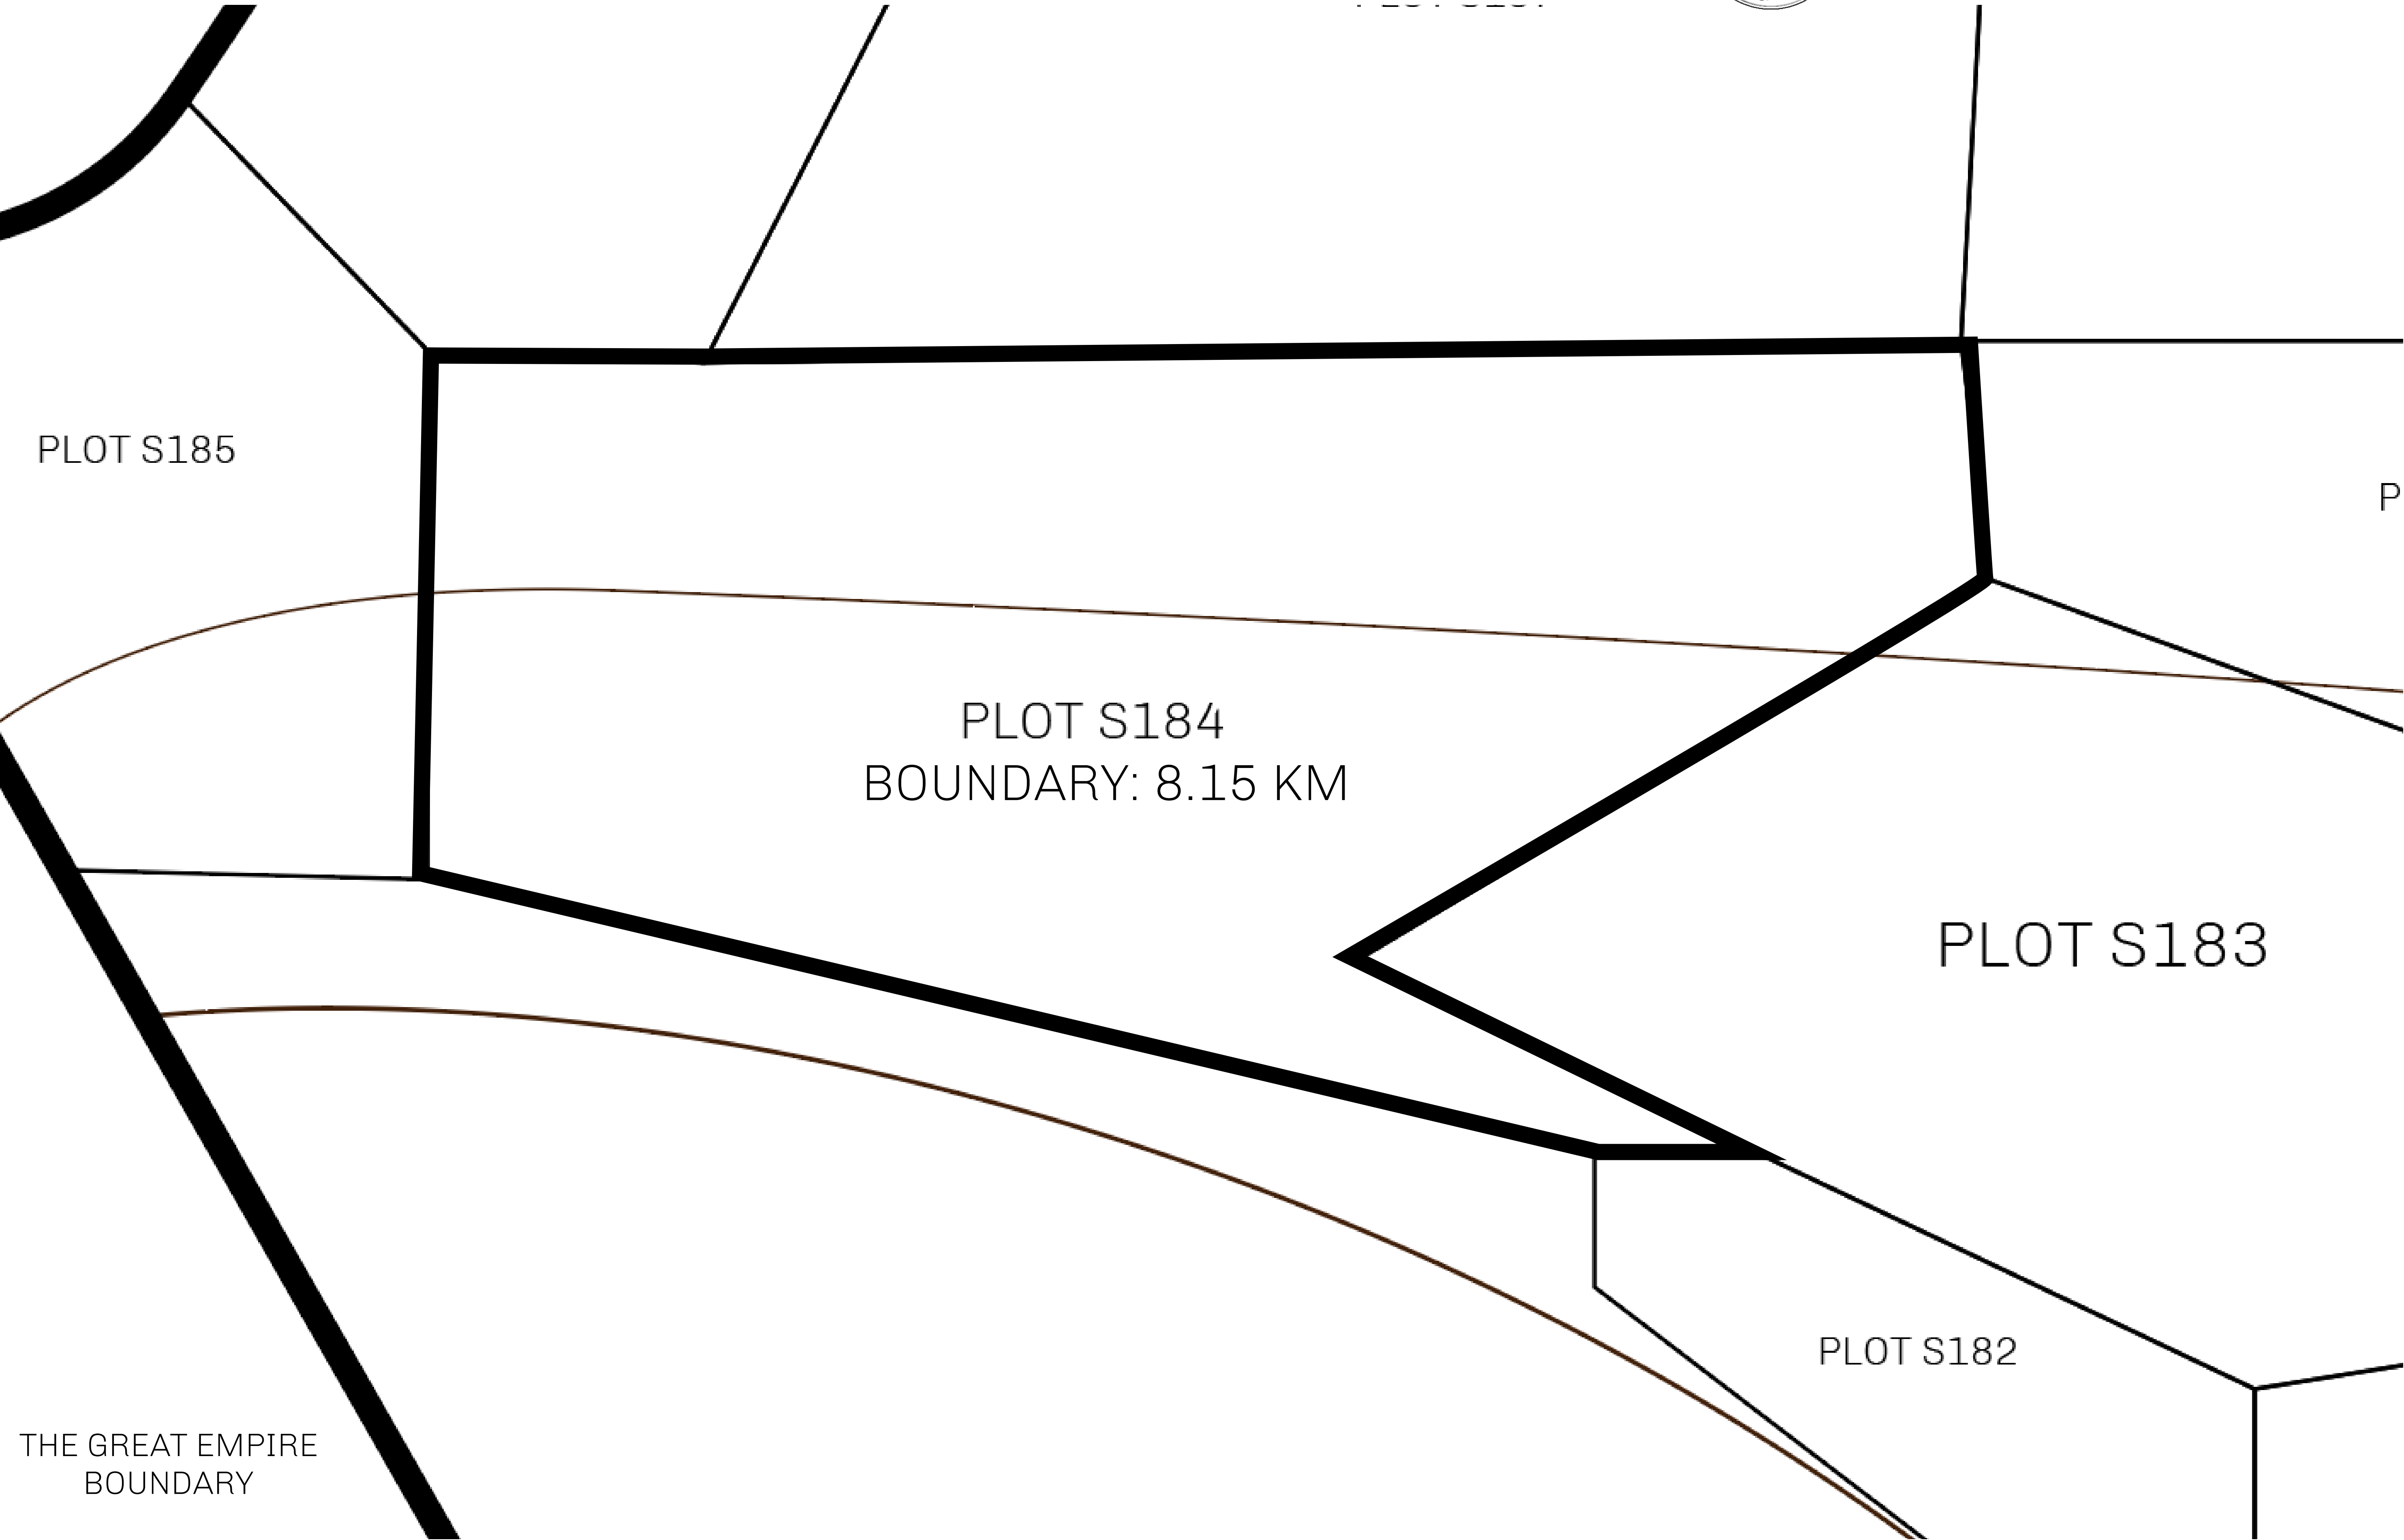 PLOT S185
P
PLOT S184
BOUNDARY: 8.15 KM
PLOT S183
PLOT S182
THE GREAT EMPIRE
BOUNDARY